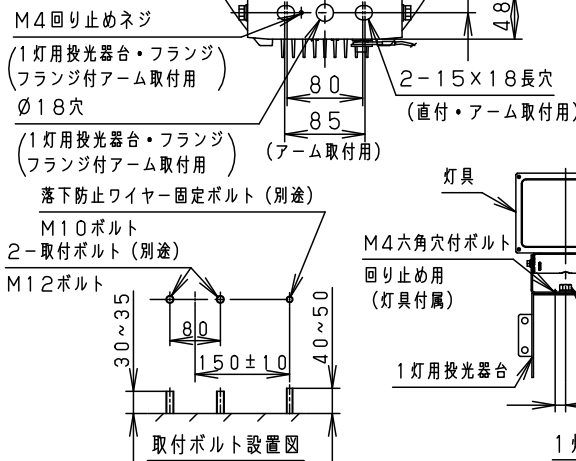 M4回り止めネジ
(1灯用投光器台・フランジ
フランジ付アーム取付用)
Ø18穴
(1灯用投光器台・フランジ
フランジ付アーム取付用)
48
80
85
(アーム取付用)
2-15×18長穴
(直付・アーム取付用)
落下防止ワイヤー固定ボルト(別途)
M10ボルト
2-取付ボルト(別途)
M12ボルト
80
150±10
30~35
40~50
取付ボルト設置図
灯具
M4六角穴付ボルト
回り止め用
(灯具付属)
1灯用投光器台